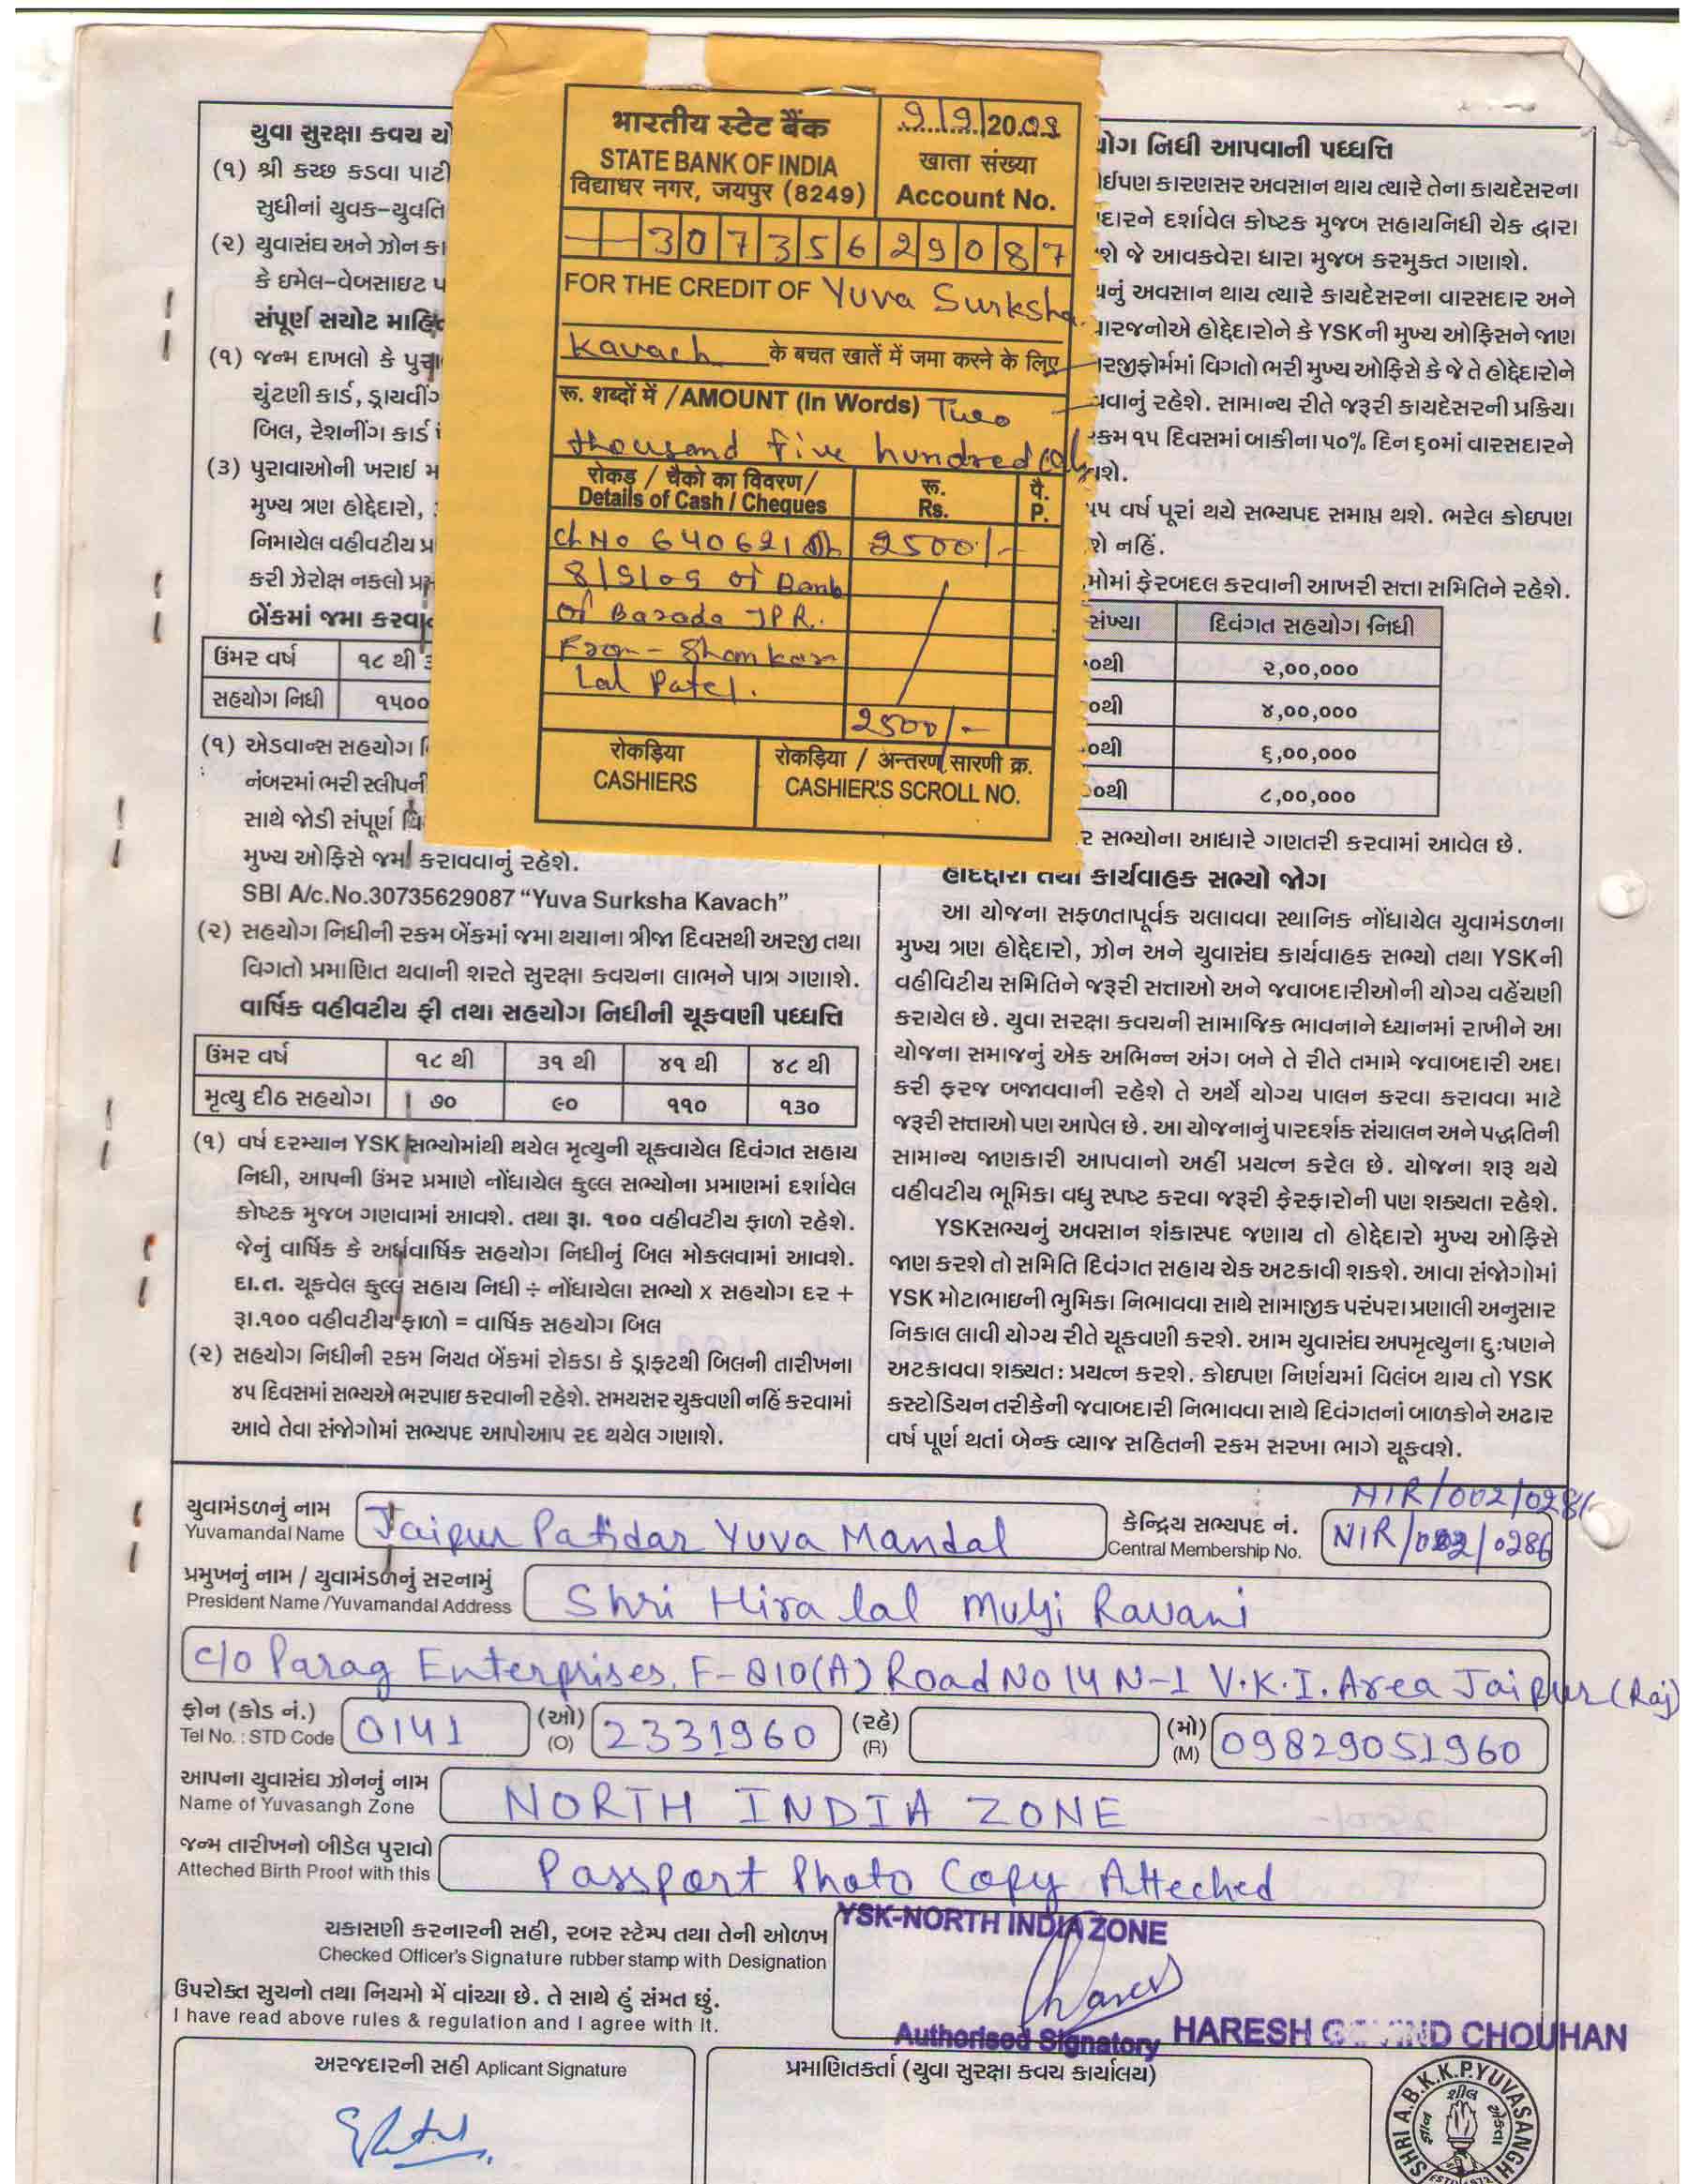 યુવા સુરક્ષા કવચ યો
(૧) શ્રી કચ્છ કડવા પાટી
સુધીનાં યુવક-યુવતિ
(૨) યુવાસંઘ અને ઝોન કા
કે ઇમેલ-વેબસાઇટ પ
સંપૂર્ણ સચોટ માહિ
(૧) જન્મ દાખલો કે પુરા
ચુંટણી કાર્ડ, ડ્રાયવીંગ
બિલ, રેશનીંગ કાર્ડ
(૩) પુરાવાઓની ખરાઈ મ
મુખ્ય ત્રણ હોદ્દેદારો,
નિમાયેલ વહીવટીય પ્ર
કરી ઝેરોક્ષ નકલો પ્રમ
બેંકમાં જમા કરવા
ઉંમર વર્ષ ૧૮ થી ૩
સહયોગ નિધી ૧૫૦૦
(૧) એડવાન્સ સહયોગ નિ
નંબરમાં ભરી સ્લીપની
સાથે જોડી સંપૂર્ણ વિ
મુખ્ય ઓફિસે જમા કરાવવાનું રહેશે.
SBI A/c.No.30735629087 “Yuva Surksha Kavach”
(૨) સહયોગ નિધીની રકમ બેંકમાં જમા થયાના ત્રીજા દિવસથી અરજી તથા
વિગતો પ્રમાણિત થવાની શરતે સુરક્ષા કવચના લાભને પાત્ર ગણાશે.
વાર્ષિક વહીવટીય ફી તથા સહયોગ નિધીની ચૂકવણી પધ્ધત્તિ
ઉંમર વર્ષ ૧૮ થી ૩૧ થી ૪૧ થી ૪૮ થી
મૃત્યુ દીઠ સહયોગ ૭૦ ૯૦ ૧૧૦ ૧૩૦
(૧) વર્ષ દરમ્યાન YSK સભ્યોમાંથી થયેલ મૃત્યુની ચૂકવાયેલ દિવંગત સહાય
નિધી, આપની ઉંમર પ્રમાણે નોંધાયેલ કુલ્લ સભ્યોના પ્રમાણમાં દર્શાવેલ
કોષ્ટક મુજબ ગણવામાં આવશે. તથા રૂા. ૧૦૦ વહીવટીય ફાળો રહેશે.
જેનું વાર્ષિક કે અર્ધવાર્ષિક સહયોગ નિધીનું બિલ મોકલવામાં આવશે.
દા.ત. ચૂકવેલ કુલ્લ સહાય નિધી ÷ નોંધાયેલા સભ્યો x સહયોગ દર +
રૂા.૧૦૦ વહીવટીય ફાળો = વાર્ષિક સહયોગ બિલ
(૨) સહયોગ નિધીની રકમ નિયત બેંકમાં રોકડા કે ડ્રાફટથી બિલની તારીખના
૪૫ દિવસમાં સભ્યએ ભરપાઇ કરવાની રહેશે. સમયસર ચુકવણી નહિં કરવામાં
આવે તેવા સંજોગોમાં સભ્યપદ આપોઆપ રદ થયેલ ગણાશે.
भारतीय स्टेट बैंक
STATE BANK OF INDIA
विद्याधर नगर, जयपुर (8249)
9/9/2009
खाता संख्या
Account No.
30735629087
FOR THE CREDIT OF Yuva Surksha
Kavach के बचत खातें में जमा करने के लिए
रू. शब्दों में / AMOUNT (In Words) Two
thousand five hundred only
रोकड़ / चैको का विवरण / रू. पै.
Details of Cash / Cheques Rs. P.
ch No 640621 Dt 2500/-
8/9/09 of Bank
of Baroda JPR.
From - Shankar
Lal Patel.
2500/-
रोकड़िया
CASHIERS
रोकड़िया / अन्तरण सारणी क्र.
CASHIER'S SCROLL NO.
યોગ નિધી આપવાની પધ્ધત્તિ
ઈપણ કારણસર અવસાન થાય ત્યારે તેના કાયદેસરના
દારને દર્શાવેલ કોષ્ટક મુજબ સહાયનિધી ચેક દ્વારા
શે જે આવકવેરા ધારા મુજબ કરમુક્ત ગણાશે.
યનું અવસાન થાય ત્યારે કાયદેસરના વારસદાર અને
ારજનોએ હોદ્દેદારોને કે YSK ની મુખ્ય ઓફિસને જાણ
રજીફોર્મમાં વિગતો ભરી મુખ્ય ઓફિસે કે જે તે હોદ્દેદારોને
વવાનું રહેશે. સામાન્ય રીતે જરૂરી કાયદેસરની પ્રક્રિયા
રકમ ૧૫ દિવસમાં બાકીના ૫૦% દિન ૬૦માં વારસદારને
શે.
૫૫ વર્ષ પૂરાં થયે સભ્યપદ સમાપ્ત થશે. ભરેલ કોઇપણ
શે નહિં.
મોમાં ફેરબદલ કરવાની આખરી સત્તા સમિતિને રહેશે.
સંખ્યા દિવંગત સહયોગ નિધી
૦થી ૨,૦૦,૦૦૦
૦થી ૪,૦૦,૦૦૦
૦થી ૬,૦૦,૦૦૦
૦થી ૮,૦૦,૦૦૦
ર સભ્યોના આધારે ગણતરી કરવામાં આવેલ છે.
હોદ્દેદારો તથા કાર્યવાહક સભ્યો જોગ
આ યોજના સફળતાપૂર્વક ચલાવવા સ્થાનિક નોંધાયેલ યુવામંડળના
મુખ્ય ત્રણ હોદ્દેદારો, ઝોન અને યુવાસંઘ કાર્યવાહક સભ્યો તથા YSKની
વહીવિટીય સમિતિને જરૂરી સત્તાઓ અને જવાબદારીઓની યોગ્ય વહેંચણી
કરાયેલ છે. યુવા સરક્ષા કવચની સામાજિક ભાવનાને ધ્યાનમાં રાખીને આ
યોજના સમાજનું એક અભિન્ન અંગ બને તે રીતે તમામે જવાબદારી અદા
કરી ફરજ બજાવવાની રહેશે તે અર્થે યોગ્ય પાલન કરવા કરાવવા માટે
જરૂરી સત્તાઓ પણ આપેલ છે. આ યોજનાનું પારદર્શક સંચાલન અને પદ્ધતિની
સામાન્ય જાણકારી આપવાનો અહીં પ્રયત્ન કરેલ છે. યોજના શરૂ થયે
વહીવટીય ભૂમિકા વધુ સ્પષ્ટ કરવા જરૂરી ફેરફારોની પણ શક્યતા રહેશે.
YSKસભ્યનું અવસાન શંકાસ્પદ જણાય તો હોદ્દેદારો મુખ્ય ઓફિસે
જાણ કરશે તો સમિતિ દિવંગત સહાય ચેક અટકાવી શકશે. આવા સંજોગોમાં
YSK મોટાભાઇની ભુમિકા નિભાવવા સાથે સામાજીક પરંપરા પ્રણાલી અનુસાર
નિકાલ લાવી યોગ્ય રીતે ચૂકવણી કરશે. આમ યુવાસંઘ અપમૃત્યુના દુઃષણને
અટકાવવા શક્યતઃ પ્રયત્ન કરશે. કોઇપણ નિર્ણયમાં વિલંબ થાય તો YSK
કસ્ટોડિયન તરીકેની જવાબદારી નિભાવવા સાથે દિવંગતનાં બાળકોને અઢાર
વર્ષ પૂર્ણ થતાં બેન્ક વ્યાજ સહિતની રકમ સરખા ભાગે ચૂકવશે.
NIR/002/0286
યુવામંડળનું નામ
Yuvamandal Name Jaipur Patidar Yuva Mandal
કેન્દ્રિય સભ્યપદ નં.
Central Membership No. NIR/002/0286
પ્રમુખનું નામ / યુવામંડળનું સરનામું
President Name /Yuvamandal Address Shri Hira lal Mulji Ravani
C/o Parag Enterprises, F-810(A) Road No 14 N-1 V.K.I. Area Jaipur (Raj)
ફોન (કોડ નં.) (ઓ) (રહે) (મો)
Tel No. : STD Code 0141 (O) 2331960 (R) (M) 09829051960
આપના યુવાસંઘ ઝોનનું નામ
Name of Yuvasangh Zone NORTH INDIA ZONE
જન્મ તારીખનો બીડેલ પુરાવો
Atteched Birth Proof with this Passport Photo Copy Atteched
ચકાસણી કરનારની સહી, રબર સ્ટેમ્પ તથા તેની ઓળખ
Checked Officer's Signature rubber stamp with Designation
YSK-NORTH INDIA ZONE
Authorised Signatory HARESH GOVIND CHOUHAN
ઉપરોક્ત સુચનો તથા નિયમો મેં વાંચ્યા છે. તે સાથે હું સંમત છું.
I have read above rules & regulation and I agree with it.
અરજદારની સહી Aplicant Signature
પ્રમાણિતકર્તા (યુવા સુરક્ષા કવચ કાર્યાલય)
SHRI A.B.K.K.P.YUVASANGH